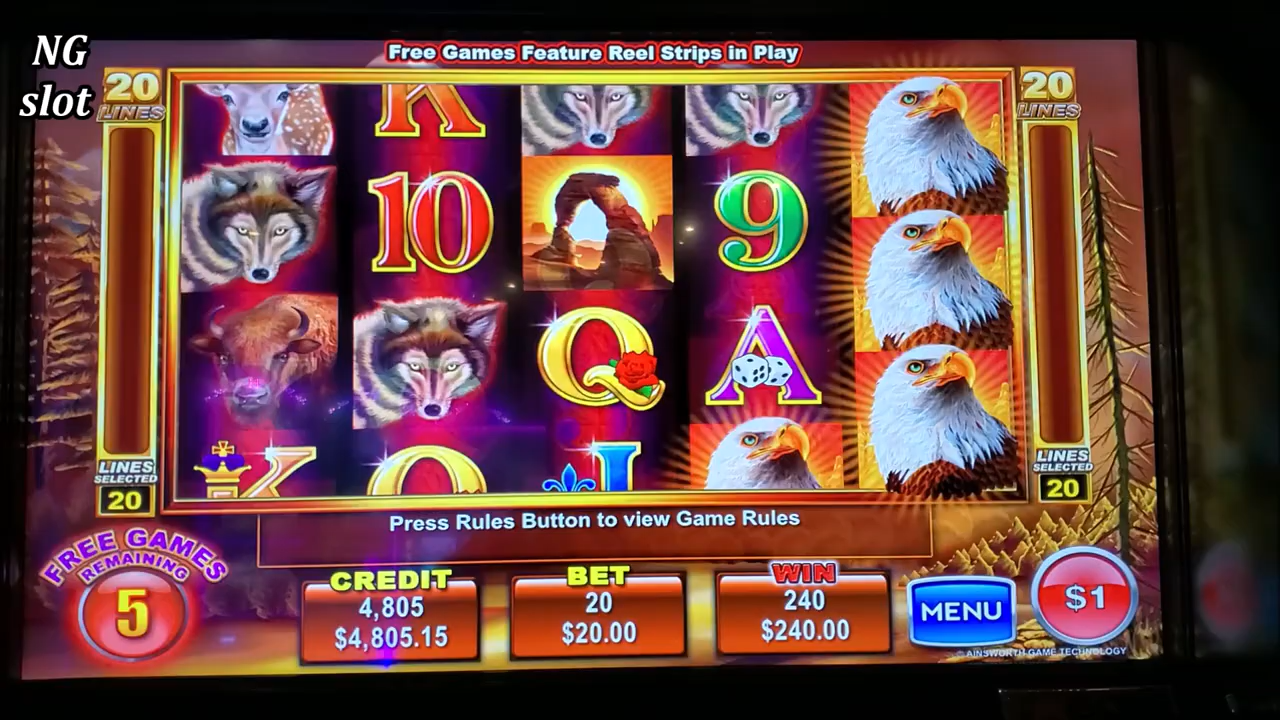 NG
slot
Free Games Feature Reel Strips in Play
20
LINES
20
LINES
K
10
9
Q
A
K
Q
J
LINES
SELECTED
20
LINES
SELECTED
20
Press Rules Button to view Game Rules
FREE GAMES
REMAINING
5
CREDIT
4,805
$4,805.15
BET
20
$20.00
WIN
240
$240.00
MENU
$1
© AINSWORTH GAME TECHNOLOGY